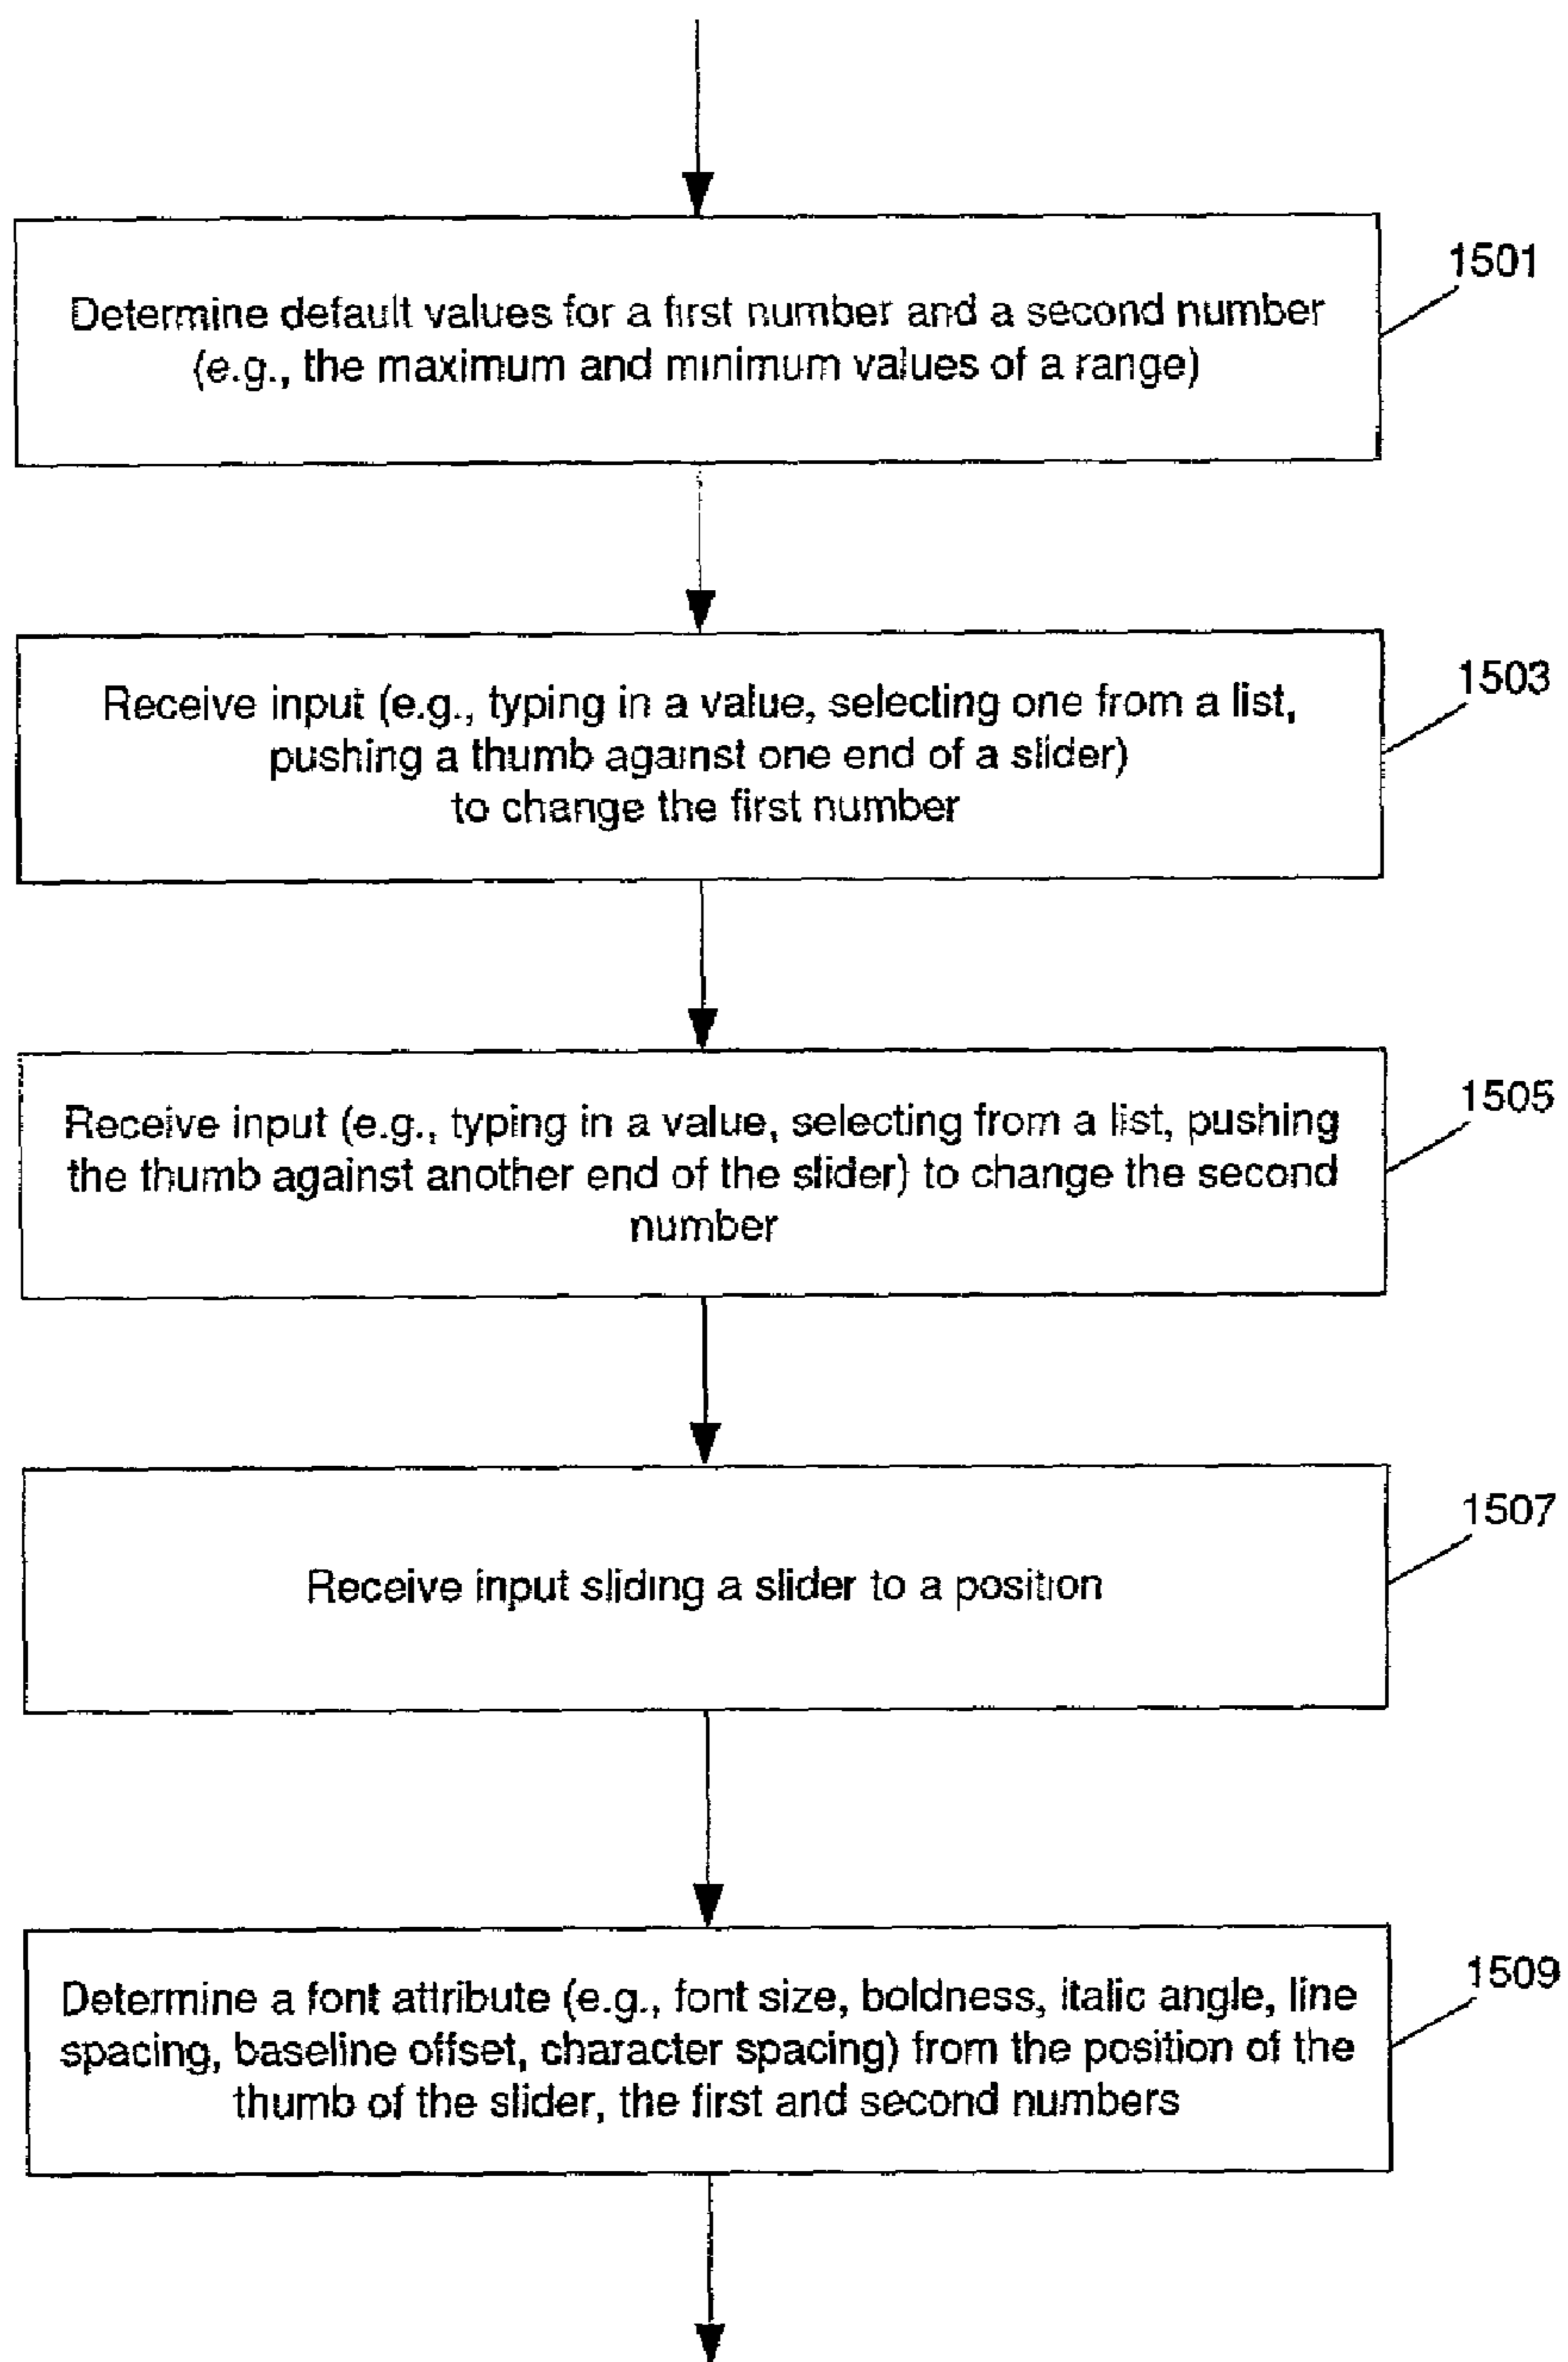 1501
Determine default values for a first number and a second number
(e.g., the maximum and minimum values of a range)
1503
Receive input (e.g., typing in a value, selecting one from a list,
pushing a thumb against one end of a slider)
to change the first number
1505
Receive input (e.g., typing in a value, selecting from a list, pushing
the thumb against another end of the slider) to change the second
number
1507
Receive input sliding a slider to a position
1509
Determine a font attribute (e.g., font size, boldness, italic angle, line
spacing, baseline offset, character spacing) from the position of the
thumb of the slider, the first and second numbers